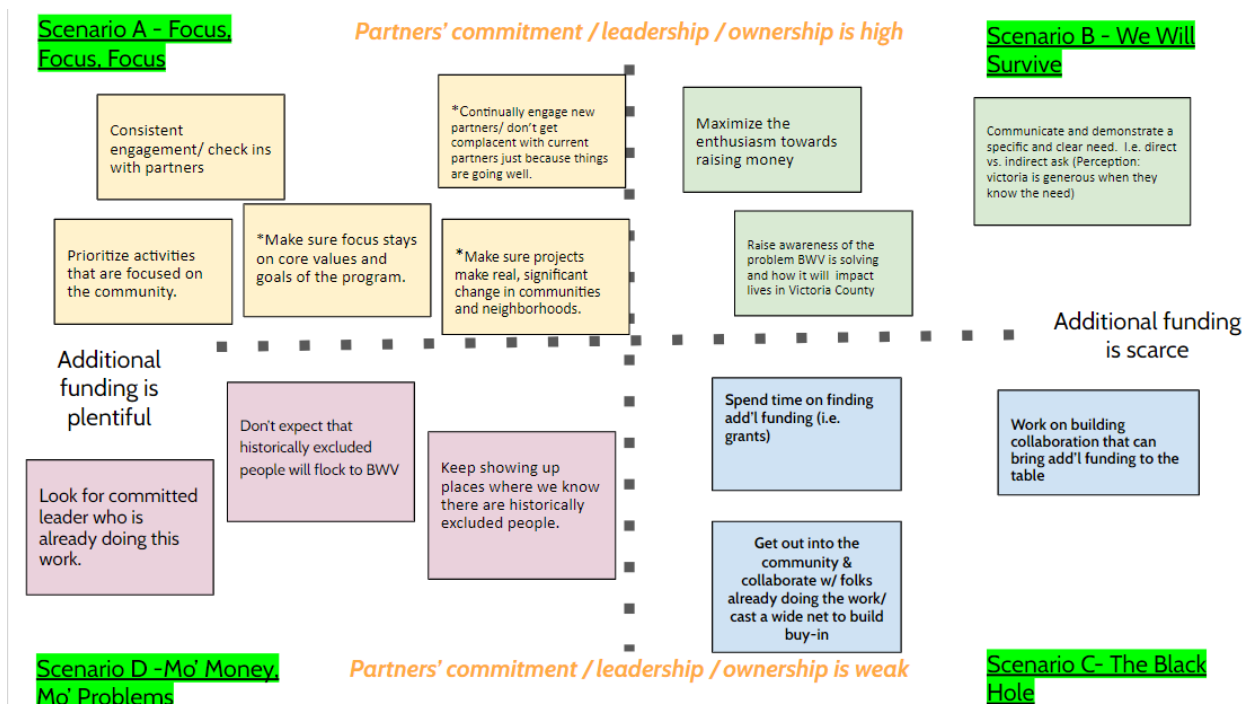 Scenario A - Focus,
Focus, Focus
Partners' commitment / leadership / ownership is high
Scenario B - We Will
Survive
Consistent
engagement/ check ins
with partners
*Continually engage new
partners/ don't get
complacent with current
partners just because things
are going well.
Maximize the
enthusiasm towards
raising money
Communicate and demonstrate a
specific and clear need. I.e. direct
vs. indirect ask (Perception:
victoria is generous when they
know the need)
Prioritize activities
that are focused on
the community.
*Make sure focus stays
on core values and
goals of the program.
*Make sure projects
make real, significant
change in communities
and neighborhoods.
Raise awareness of the
problem BWV is solving
and how it will impact
lives in Victoria County
Additional
funding is
plentiful
Additional funding
is scarce
Look for committed
leader who is
already doing this
work.
Don't expect that
historically excluded
people will flock to BWV
Keep showing up
places where we know
there are historically
excluded people.
Spend time on finding
add'l funding (i.e.
grants)
Work on building
collaboration that can
bring add'l funding to the
table
Get out into the
community &
collaborate w/ folks
already doing the work/
cast a wide net to build
buy-in
Scenario D -Mo' Money,
Mo' Problems
Partners' commitment / leadership / ownership is weak
Scenario C- The Black
Hole